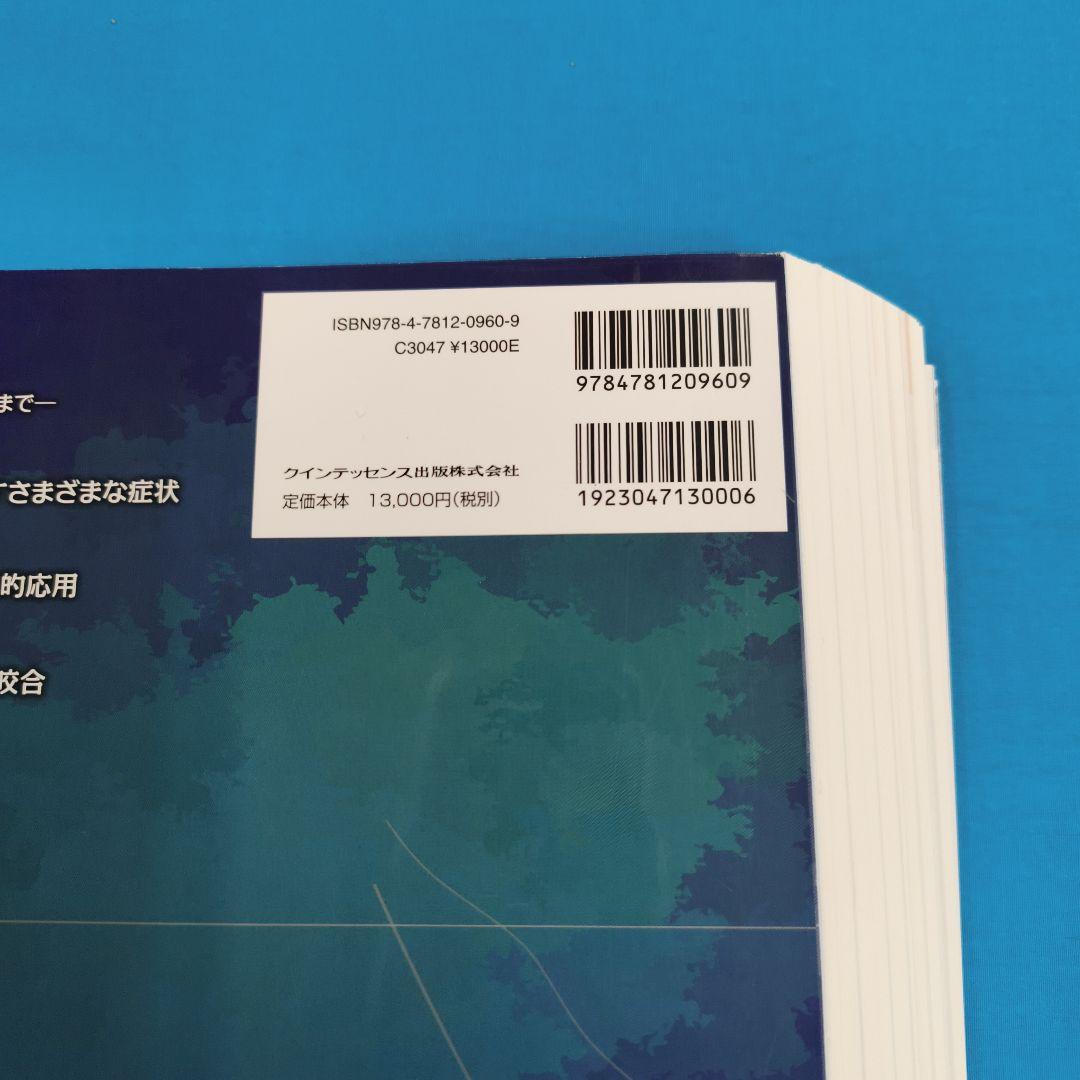 ISBN978-4-7812-0960-9
C3047 ¥13000E
9784781209609
1923047130006
クインテッセンス出版株式会社
定価本体 13,000円(税別)
まで―
すさまざまな症状
的応用
咬合